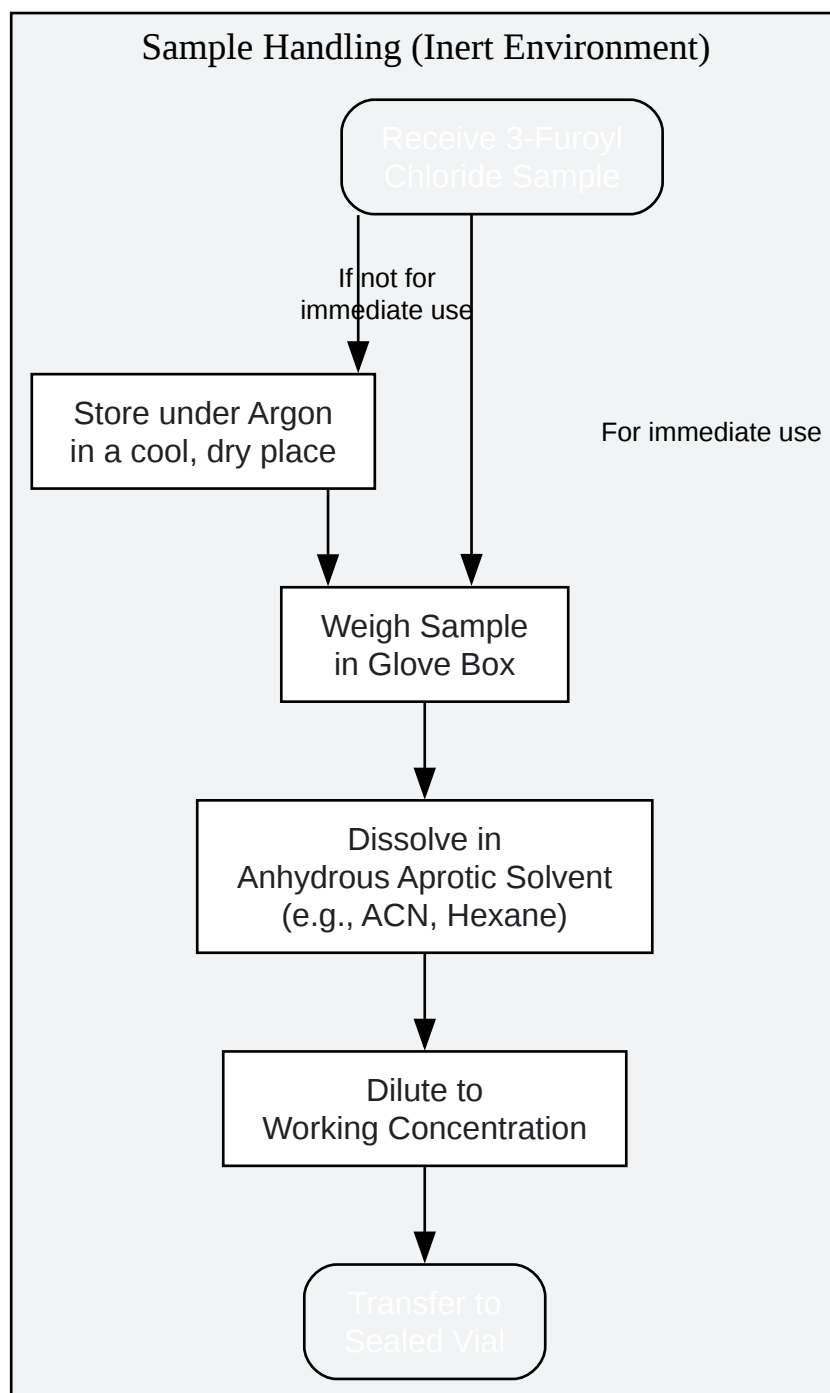 Sample Handling (Inert Environment)
Receive 3-Furoyl
Chloride Sample
If not for
immediate use
Store under Argon
in a cool, dry place
For immediate use
Weigh Sample
in Glove Box
Dissolve in
Anhydrous Aprotic Solvent
(e.g., ACN, Hexane)
Dilute to
Working Concentration
Transfer to
Sealed Vial